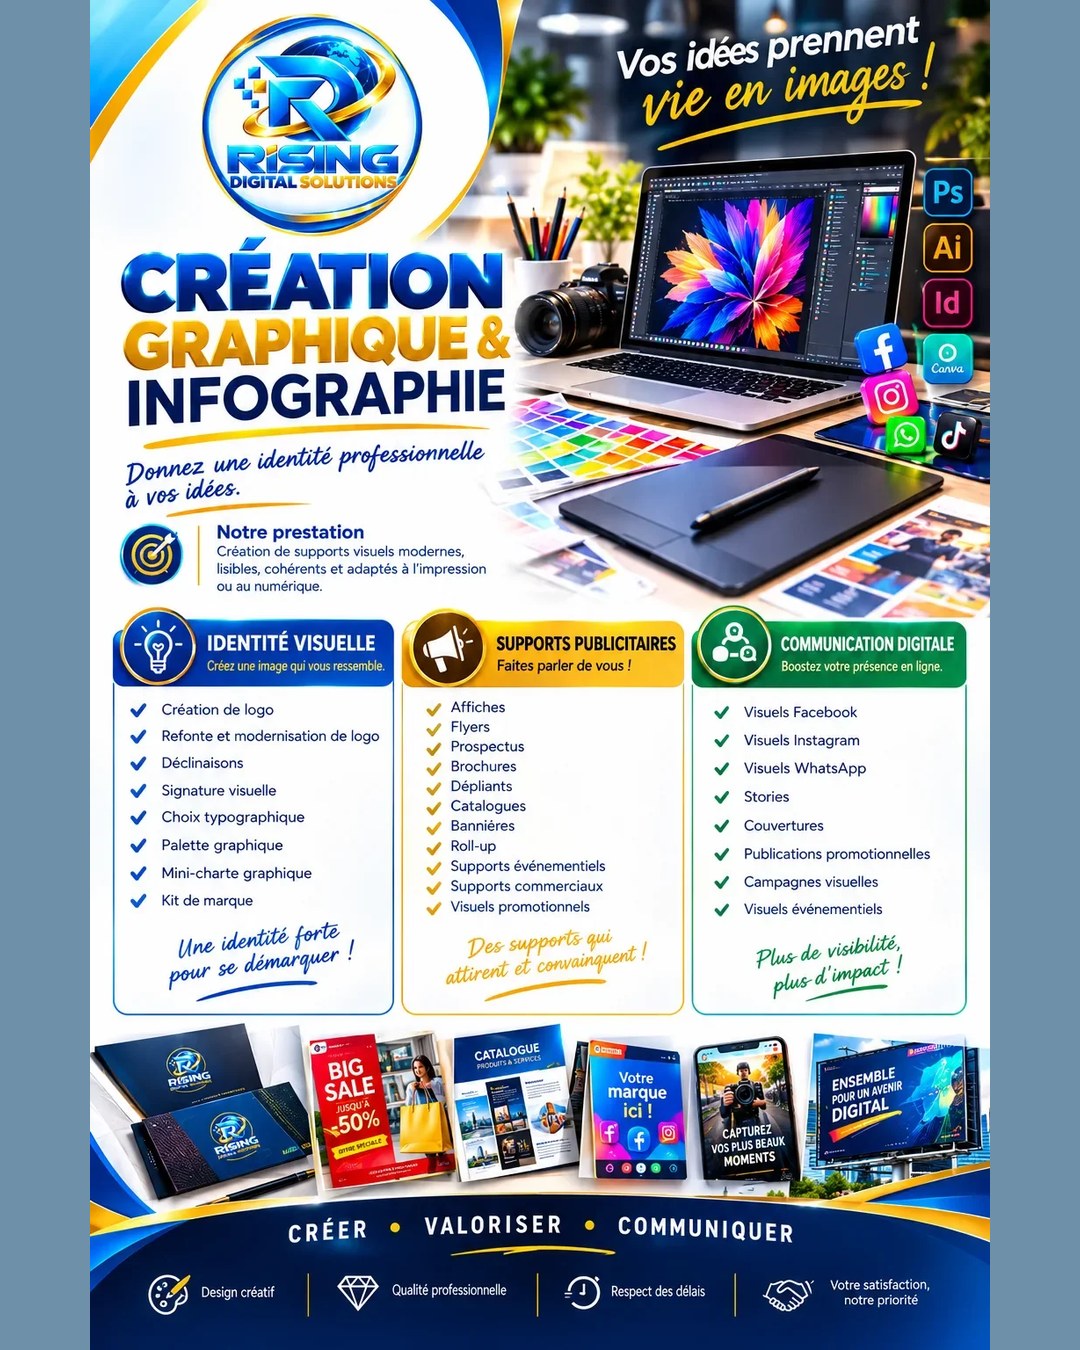 RISING
DIGITAL SOLUTIONS
Vos idées prennent
vie en images !
Ps
Ai
Id
Canva
CRÉATION
GRAPHIQUE &
INFOGRAPHIE
Donnez une identité professionnelle
à vos idées.
Notre prestation
Création de supports visuels modernes,
lisibles, cohérents et adaptés à l'impression
ou au numérique.
IDENTITÉ VISUELLE
Créez une image qui vous ressemble.
Création de logo
Refonte et modernisation de logo
Déclinaisons
Signature visuelle
Choix typographique
Palette graphique
Mini-charte graphique
Kit de marque
Une identité forte
pour se démarquer !
SUPPORTS PUBLICITAIRES
Faites parler de vous !
Affiches
Flyers
Prospectus
Brochures
Dépliants
Catalogues
Bannières
Roll-up
Supports événementiels
Supports commerciaux
Visuels promotionnels
Des supports qui
attirent et convainquent !
COMMUNICATION DIGITALE
Boostez votre présence en ligne.
Visuels Facebook
Visuels Instagram
Visuels WhatsApp
Stories
Couvertures
Publications promotionnelles
Campagnes visuelles
Visuels événementiels
Plus de visibilité,
plus d'impact !
RISING
RISING
BIG
SALE
JUSQU'À
-50%
OFFRE SPÉCIALE
CATALOGUE
PRODUITS & SERVICES
Votre
marque
ici !
CAPTUREZ
VOS PLUS BEAUX
MOMENTS
ENSEMBLE
POUR UN AVENIR
DIGITAL
CRÉER • VALORISER • COMMUNIQUER
Design créatif
Qualité professionnelle
Respect des délais
Votre satisfaction,
notre priorité